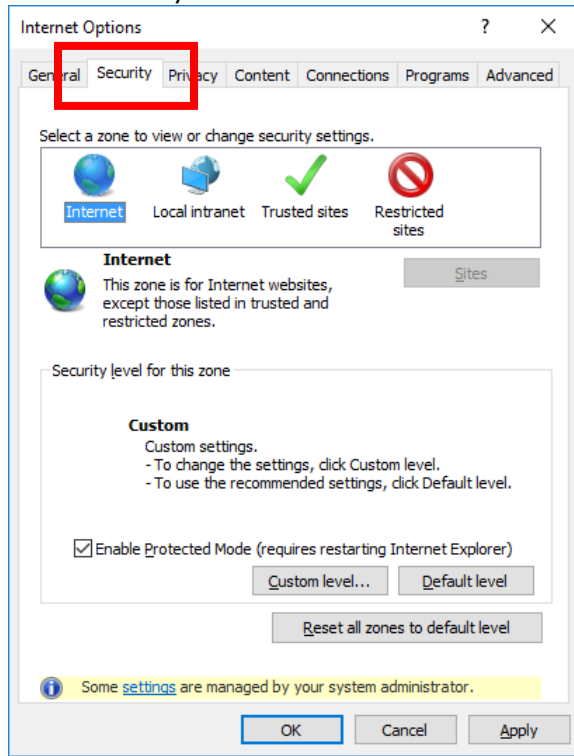 Internet Options ? X
General Security Privacy Content Connections Programs Advanced
Select a zone to view or change security settings.
Internet Local intranet Trusted sites Restricted sites
Internet
This zone is for Internet websites, except those listed in trusted and restricted zones.
Sites
Security level for this zone
Custom
Custom settings.
- To change the settings, click Custom level.
- To use the recommended settings, click Default level.
Enable Protected Mode (requires restarting Internet Explorer)
Custom level... Default level
Reset all zones to default level
Some settings are managed by your system administrator.
OK Cancel Apply